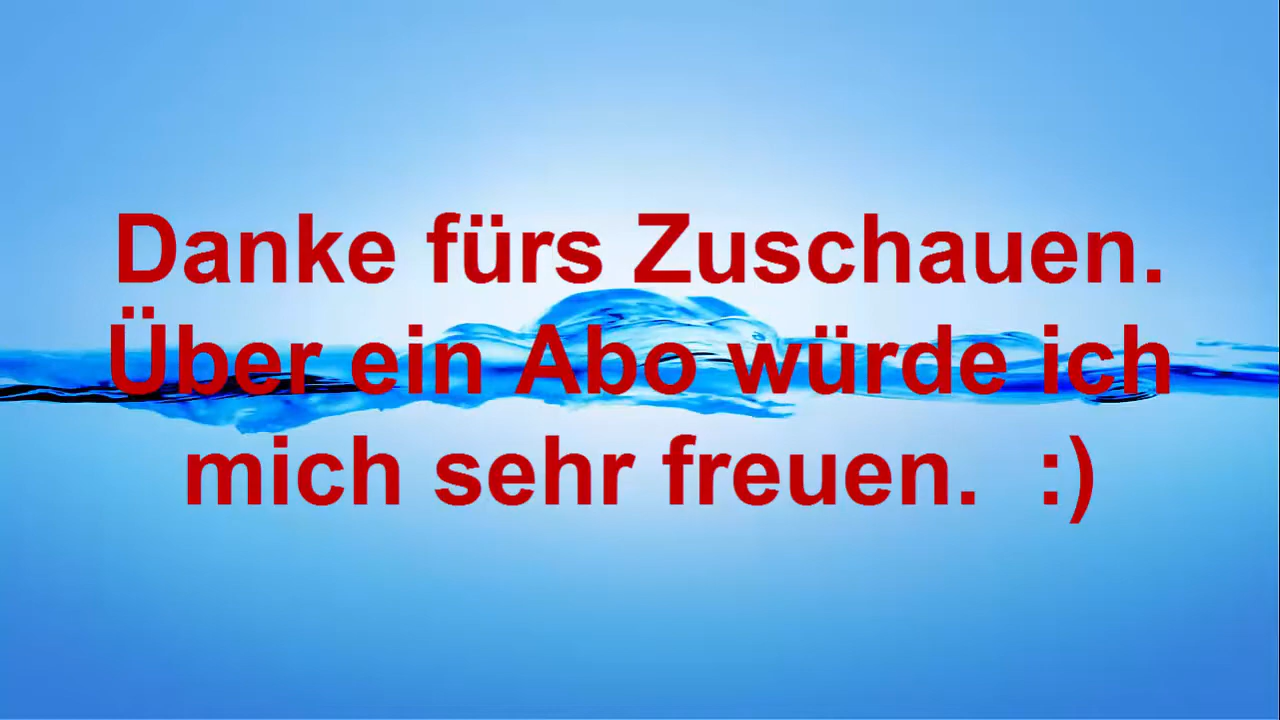 Danke fürs Zuschauen.
Über ein Abo würde ich
mich sehr freuen.  :)